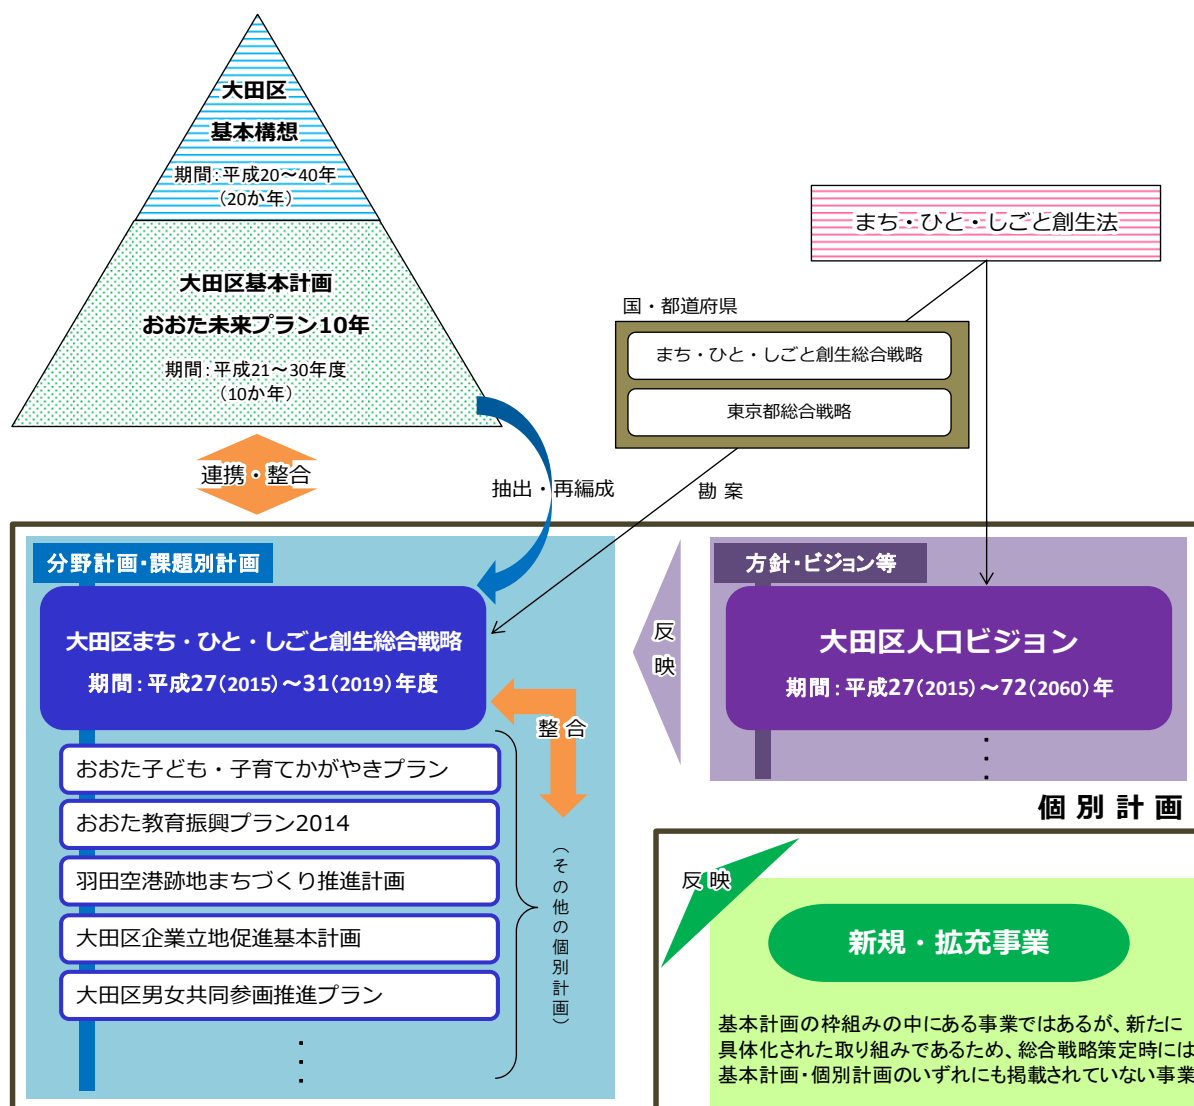 大田区
基本構想
期間：平成20～40年
（20か年）
大田区基本計画
おおた未来プラン10年
期間：平成21～30年度
（10か年）
連携・整合
抽出・再編成
まち・ひと・しごと創生法
国・都道府県
まち・ひと・しごと創生総合戦略
東京都総合戦略
勘案
分野計画・課題別計画
大田区まち・ひと・しごと創生総合戦略
期間：平成27(2015)～31(2019)年度
整合
おおた子ども・子育てかがやきプラン
おおた教育振興プラン2014
羽田空港跡地まちづくり推進計画
大田区企業立地促進基本計画
大田区男女共同参画推進プラン
・
・
・
（その他の個別計画）
反映
方針・ビジョン等
大田区人口ビジョン
期間：平成27(2015)～72(2060)年
・
・
・
個別計画
反映
新規・拡充事業
基本計画の枠組みの中にある事業ではあるが、新たに
具体化された取り組みであるため、総合戦略策定時には
基本計画・個別計画のいずれにも掲載されていない事業